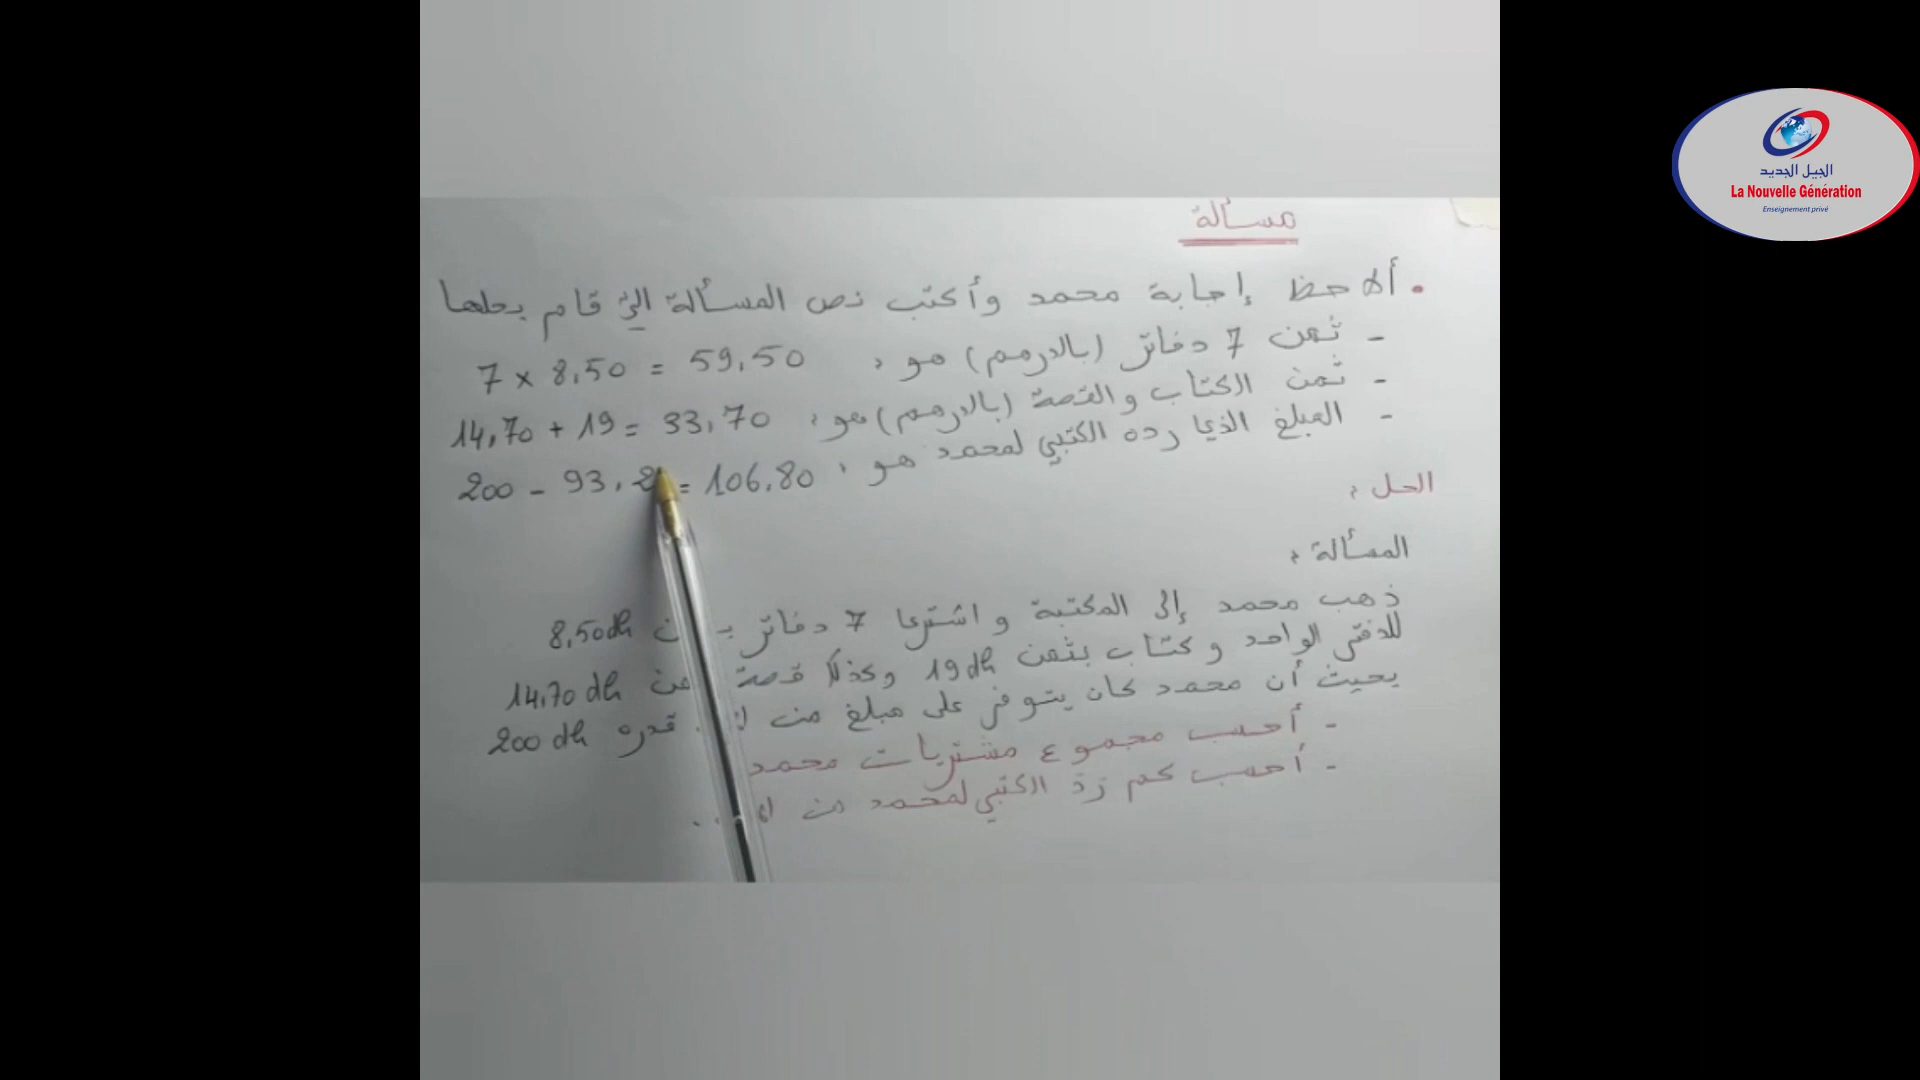 الجيل الجديد
La Nouvelle Génération
Enseignement privé
مسألة
. ألاحظ إجابة محمد وأكتب نص المسألة التي قام بحلها
- ثمن 7 دفاتر (بالدرهم) هو : 7 x 8,50 = 59,50
- ثمن الكتاب والقصة (بالدرهم) هو : 14,70 + 19 = 33,70
- المبلغ الذي رده الكتبي لمحمد هو : 200 - 93,2 = 106,80
الحل :
المسألة :
ذهب محمد إلى المكتبة واشترى 7 دفاتر 8,50dh
للدفتر الواحد وكتاب بثمن 19dh وكذلك قصة 14,70 dh
بحيث أن محمد كان يتوفر على مبلغ من قدره 200 dh
- أحسب مجموع مشتريات محمد
- أحسب كم رد الكتبي لمحمد من ...